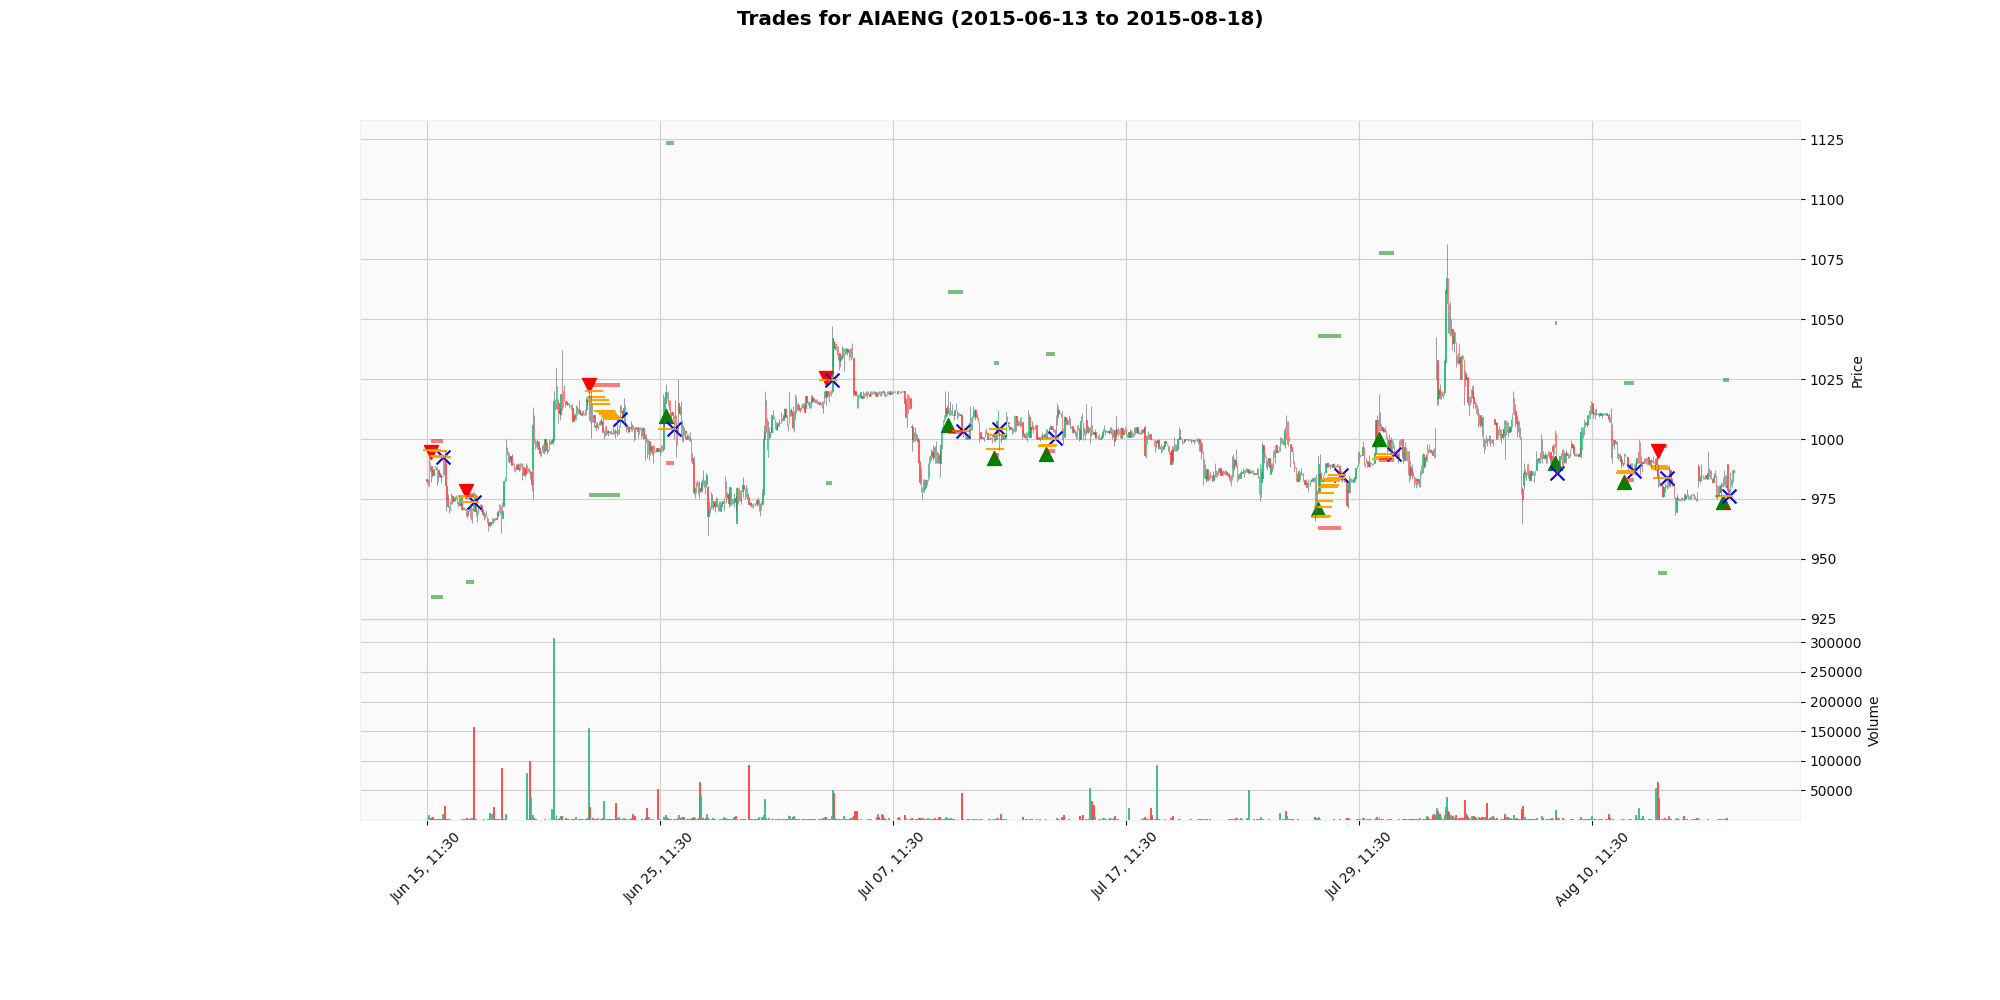 Trades for AIAENG (2015-06-13 to 2015-08-18)
1125
1100
1075
1050
1025
1000
975
950
925
Price
300000
250000
200000
150000
100000
50000
Volume
Jun 15, 11:30
Jun 25, 11:30
Jul 07, 11:30
Jul 17, 11:30
Jul 29, 11:30
Aug 10, 11:30